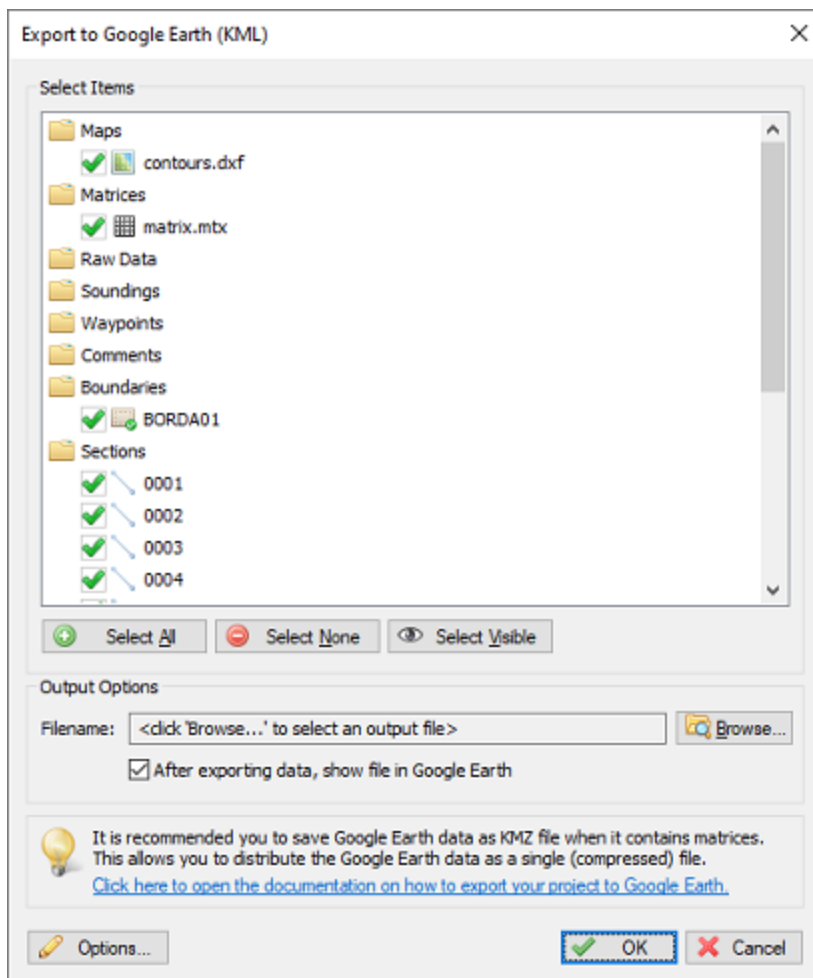 Export to Google Earth (KML)
Select Items
Maps
contours.dxf
Matrices
matrix.mtx
Raw Data
Soundings
Waypoints
Comments
Boundaries
BORDA01
Sections
0001
0002
0003
0004
Select All Select None Select Visible
Output Options
Filename: <click 'Browse...' to select an output file> Browse...
After exporting data, show file in Google Earth
It is recommended you to save Google Earth data as KMZ file when it contains matrices.
This allows you to distribute the Google Earth data as a single (compressed) file.
Click here to open the documentation on how to export your project to Google Earth.
Options... OK Cancel